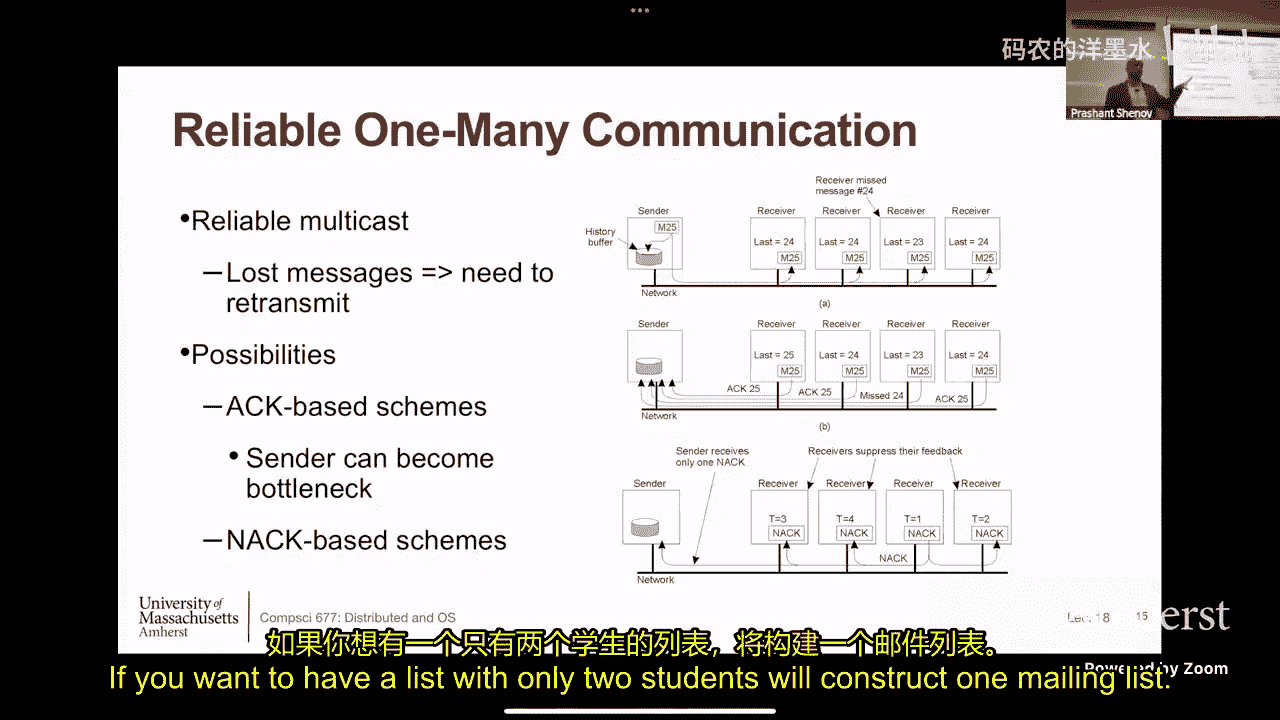 码农的洋墨水
Prashant Shenoy
Reliable One-Many Communication
•Reliable multicast
–Lost messages => need to
retransmit
•Possibilities
–ACK-based schemes
• Sender can become
bottleneck
–NACK-based schemes
Receiver missed
message #24
Sender
Receiver
Receiver
Receiver
Receiver
History
buffer
M25
Last = 24
Last = 24
Last = 23
Last = 24
M25
M25
M25
M25
Network
(a)
Sender
Receiver
Receiver
Receiver
Receiver
Last = 25
Last = 24
Last = 23
Last = 24
M25
M25
M25
M25
ACK 25
ACK 25
Missed 24
ACK 25
Network
(b)
Sender receives
only one NACK
Receivers suppress their feedback
Sender
Receiver
Receiver
Receiver
Receiver
T=3
T=4
T=1
T=2
NACK
NACK
NACK
NACK
NACK
Network
University of
Massachusetts
Amherst
Compsci 677: Distributed and OS
Lec. 18
15
erst
如果你想有一个只有两个学生的列表，将构建一个邮件列表。
Powered by Zoom
If you want to have a list with only two students will construct one mailing list.